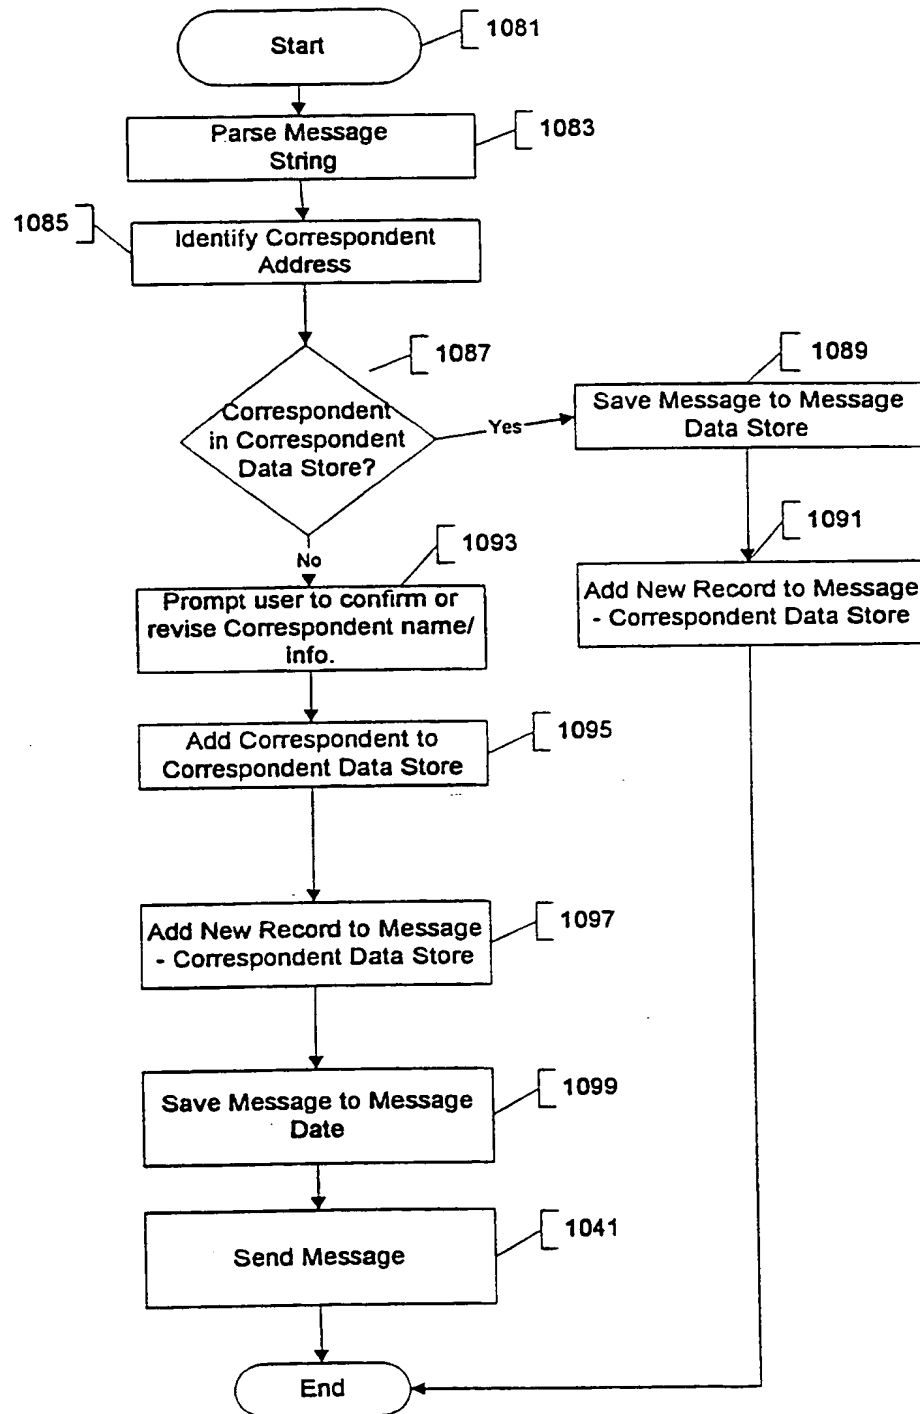 Start
1081
Parse Message
String
1083
1085
Identify Correspondent
Address
1087
Correspondent
in Correspondent
Data Store?
Yes
1089
Save Message to Message
Data Store
1091
Add New Record to Message
- Correspondent Data Store
No
1093
Prompt user to confirm or
revise Correspondent name/
info.
Add Correspondent to
Correspondent Data Store
1095
Add New Record to Message
- Correspondent Data Store
1097
Save Message to Message
Date
1099
Send Message
1041
End